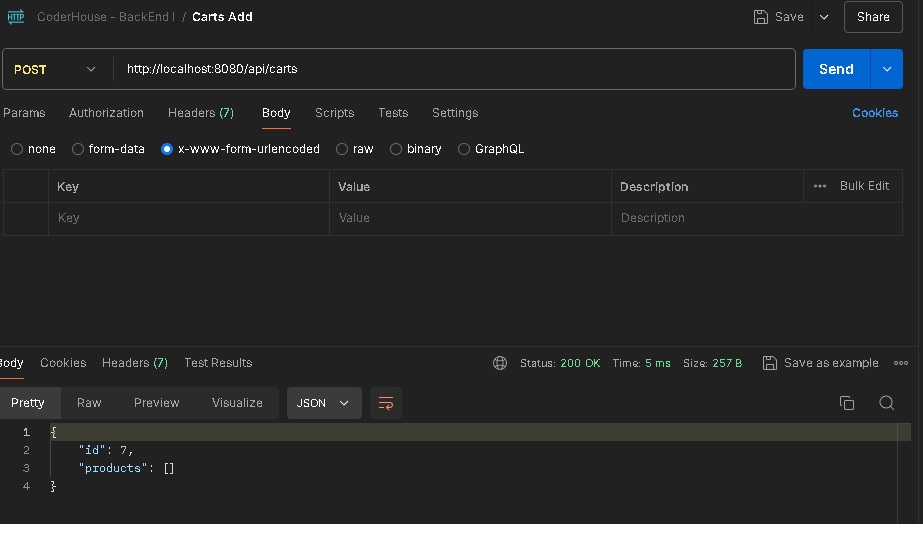 HTTP CoderHouse - BackEnd I / Carts Add Save Share
POST http://localhost:8080/api/carts Send
Params Authorization Headers (7) Body Scripts Tests Settings Cookies
none form-data x-www-form-urlencoded raw binary GraphQL
Key Value Description ••• Bulk Edit
Key Value Description
Body Cookies Headers (7) Test Results Status: 200 OK Time: 5 ms Size: 257 B Save as example
Pretty Raw Preview Visualize JSON
1 {
2 "id": 7,
3 "products": []
4 }